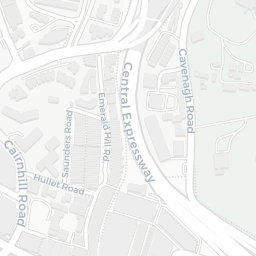 Central Expressway
Cavenagh Road
Emerald Hill Rd
Saunders Road
Hullet Road
Cairnhill Road